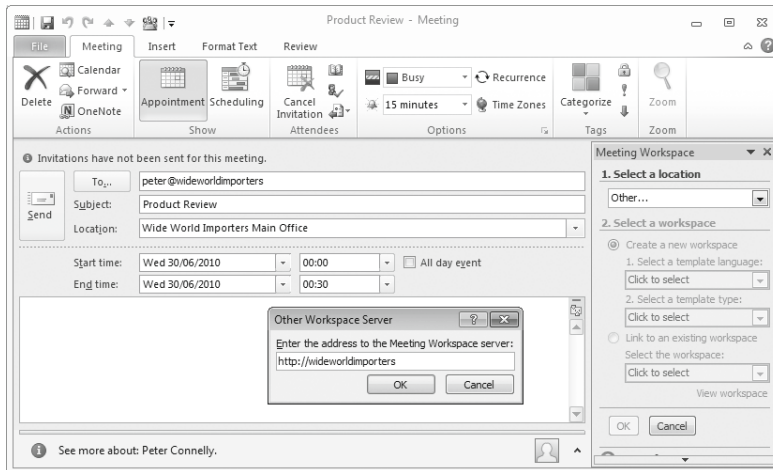 Product Review - Meeting
File Meeting Insert Format Text Review
Delete
Calendar
Forward
OneNote
Actions
Appointment Scheduling
Show
Cancel Invitation
Attendees
Busy
15 minutes
Recurrence
Time Zones
Options
Categorize
Tags
Zoom
Zoom
Invitations have not been sent for this meeting.
Send
To... peter@wideworldimporters
Subject: Product Review
Location: Wide World Importers Main Office
Start time: Wed 30/06/2010 00:00 All day event
End time: Wed 30/06/2010 00:30
Other Workspace Server
Enter the address to the Meeting Workspace server:
http://wideworldimporters
OK Cancel
See more about: Peter Connelly.
Meeting Workspace
1. Select a location
Other...
2. Select a workspace
Create a new workspace
1. Select a template language:
Click to select
2. Select a template type:
Click to select
Link to an existing workspace
Select the workspace:
Click to select
View workspace
OK Cancel